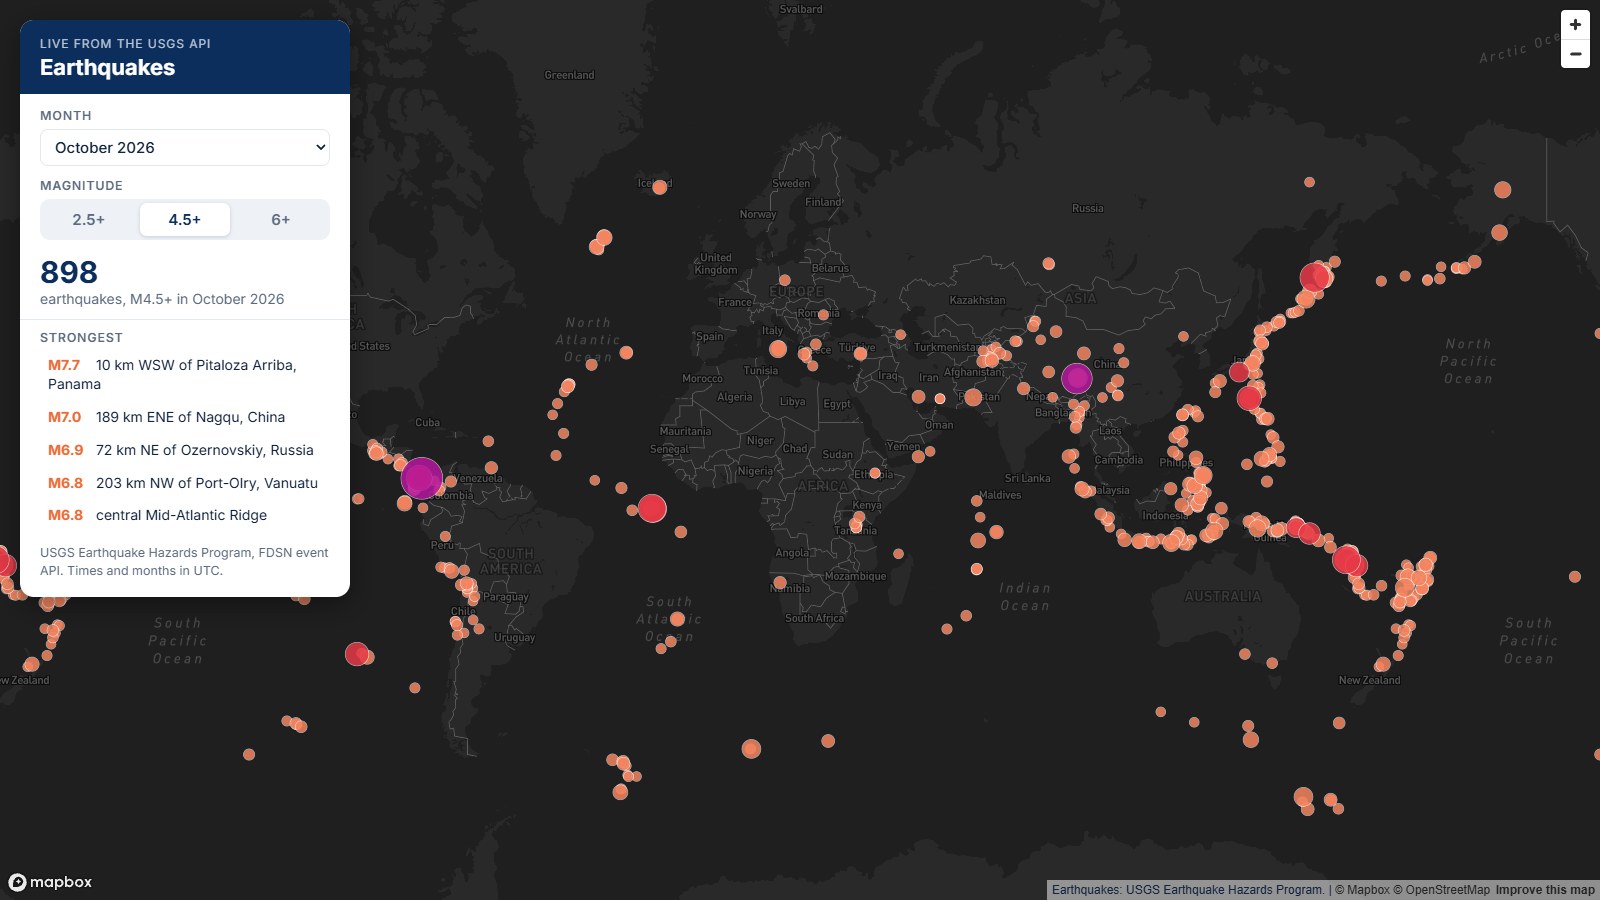 LIVE FROM THE USGS API
Earthquakes
MONTH
October 2026
MAGNITUDE
2.5+ 4.5+ 6+
898
earthquakes, M4.5+ in October 2026
STRONGEST
M7.7 10 km WSW of Pitaloza Arriba,
Panama
M7.0 189 km ENE of Nagqu, China
M6.9 72 km NE of Ozernovskiy, Russia
M6.8 203 km NW of Port-Olry, Vanuatu
M6.8 central Mid-Atlantic Ridge
USGS Earthquake Hazards Program, FDSN event
API. Times and months in UTC.
+
−
Svalbard
Arctic
Greenland
Sweden
Finland
Norway
Russia
United
Kingdom
Belarus
EUROPE
France
Kazakhstan
ASIA
North
Atlantic
Ocean
Italy
Spain
Turkmenistan
China
North
Pacific
Ocean
Tunisia
Morocco
Iraq
Iran
Afghanistan
Algeria
Libya
Egypt
Cuba
Mauritania
Oman
Niger
Chad
Sudan
Yemen
Laos
Cambodia
Senegal
Nigeria
AFRICA
Sri Lanka
Maldives
Indonesia
Kenya
Peru
SOUTH
AMERICA
Angola
Mozambique
Namibia
Paraguay
Chile
South
Atlantic
Ocean
Indian
Ocean
AUSTRALIA
South Africa
Uruguay
South
Pacific
Ocean
South
Pacific
Ocean
New Zealand
mapbox
Earthquakes: USGS Earthquake Hazards Program. | © Mapbox © OpenStreetMap Improve this map